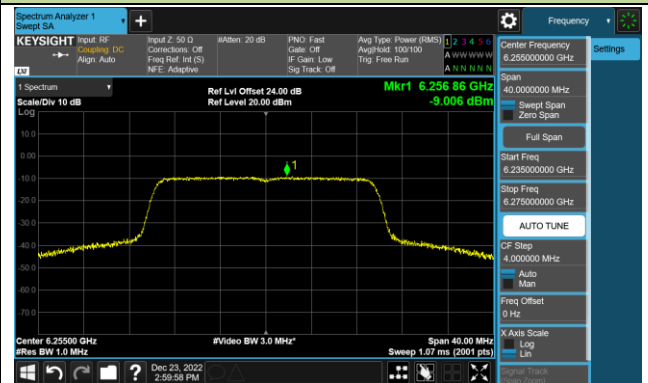 Spectrum Analyzer 1
Swept SA
Frequency
KEYSIGHT
Input: RF
Coupling: DC
Align: Auto
Input Z: 50 Ω
Corrections: Off
Freq Ref: Int (S)
NFE: Adaptive
#Atten: 20 dB
PNO: Fast
Gate: Off
IF Gain: Low
Sig Track: Off
Avg Type: Power (RMS)
Avg|Hold: 100/100
Trig: Free Run
1 2 3 4 5 6
A W W W W W
A N N N N N
LXI
1 Spectrum
Scale/Div 10 dB
Log
Ref Lvl Offset 24.00 dB
Ref Level 20.00 dBm
Mkr1 6.256 86 GHz
-9.006 dBm
10.0
0.00
-10.0
-20.0
-30.0
-40.0
-50.0
-60.0
-70.0
1
Center 6.25500 GHz
#Res BW 1.0 MHz
#Video BW 3.0 MHz*
Span 40.00 MHz
Sweep 1.07 ms (2001 pts)
Dec 23, 2022
2:59:58 PM
Center Frequency
6.255000000 GHz
Settings
Span
40.0000000 MHz
Swept Span
Zero Span
Full Span
Start Freq
6.235000000 GHz
Stop Freq
6.275000000 GHz
AUTO TUNE
CF Step
4.000000 MHz
Auto
Man
Freq Offset
0 Hz
X Axis Scale
Log
Lin
Signal Track
(Span Zoom)